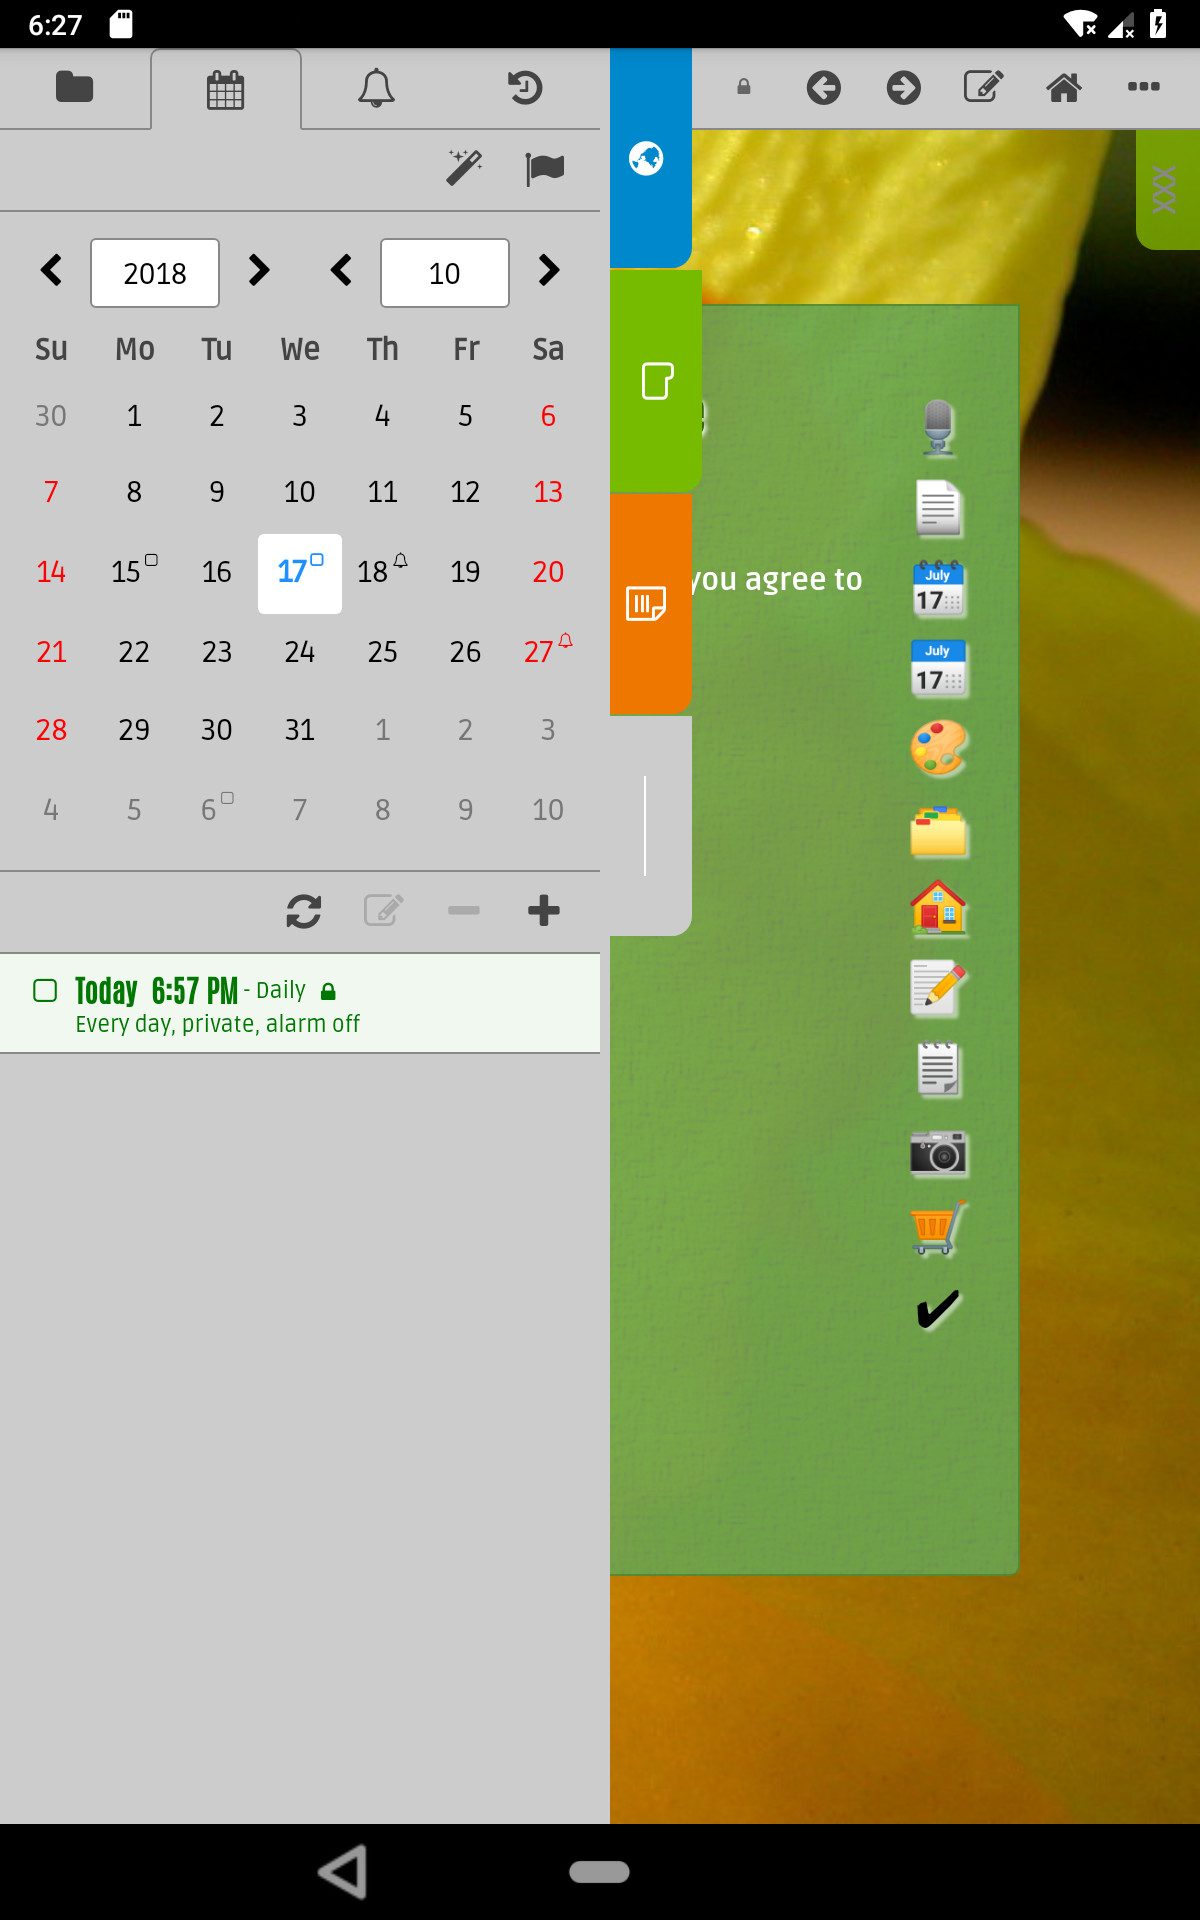 6:27
2018 10
Su Mo Tu We Th Fr Sa
30 1 2 3 4 5 6
7 8 9 10 11 12 13
14 15 16 17 18 19 20
21 22 23 24 25 26 27
28 29 30 31 1 2 3
4 5 6 7 8 9 10
Today 6:57 PM - Daily
Every day, private, alarm off
you agree to
July
17
July
17